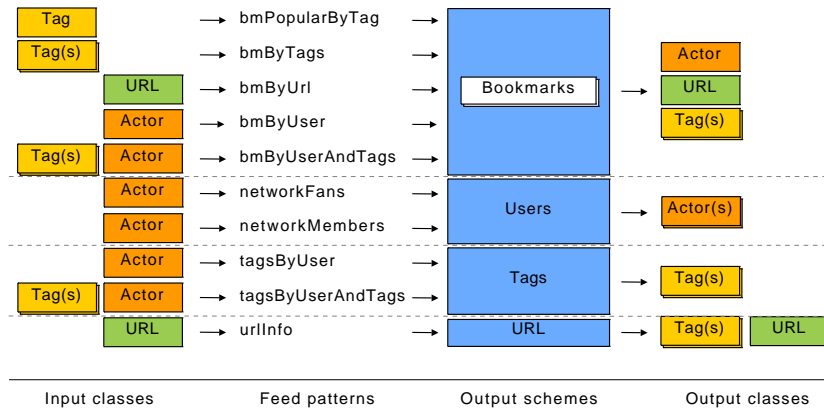 Tag bmPopularByTag
Tag(s) bmByTags Actor
URL bmByUrl Bookmarks URL
Actor bmByUser Tag(s)
Tag(s) Actor bmByUserAndTags
Actor networkFans
Users Actor(s)
Actor networkMembers
Actor tagsByUser
Tags Tag(s)
Tag(s) Actor tagsByUserAndTags
URL urlInfo URL Tag(s) URL
Input classes Feed patterns Output schemes Output classes